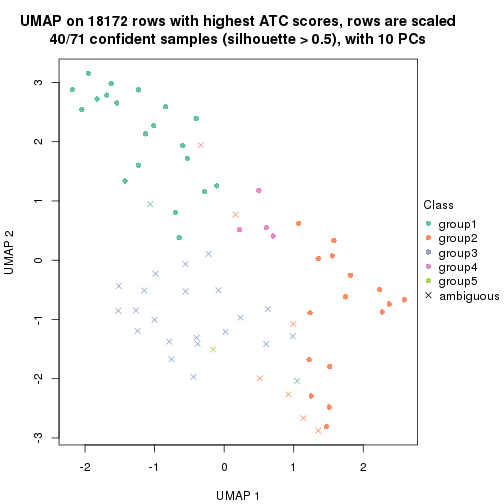 UMAP on 18172 rows with highest ATC scores, rows are scaled
40/71 confident samples (silhouette > 0.5), with 10 PCs
3
2
1
0
-1
-2
-3
UMAP 2
-2
-1
0
1
2
UMAP 1
Class
group1
group2
group3
group4
group5
ambiguous